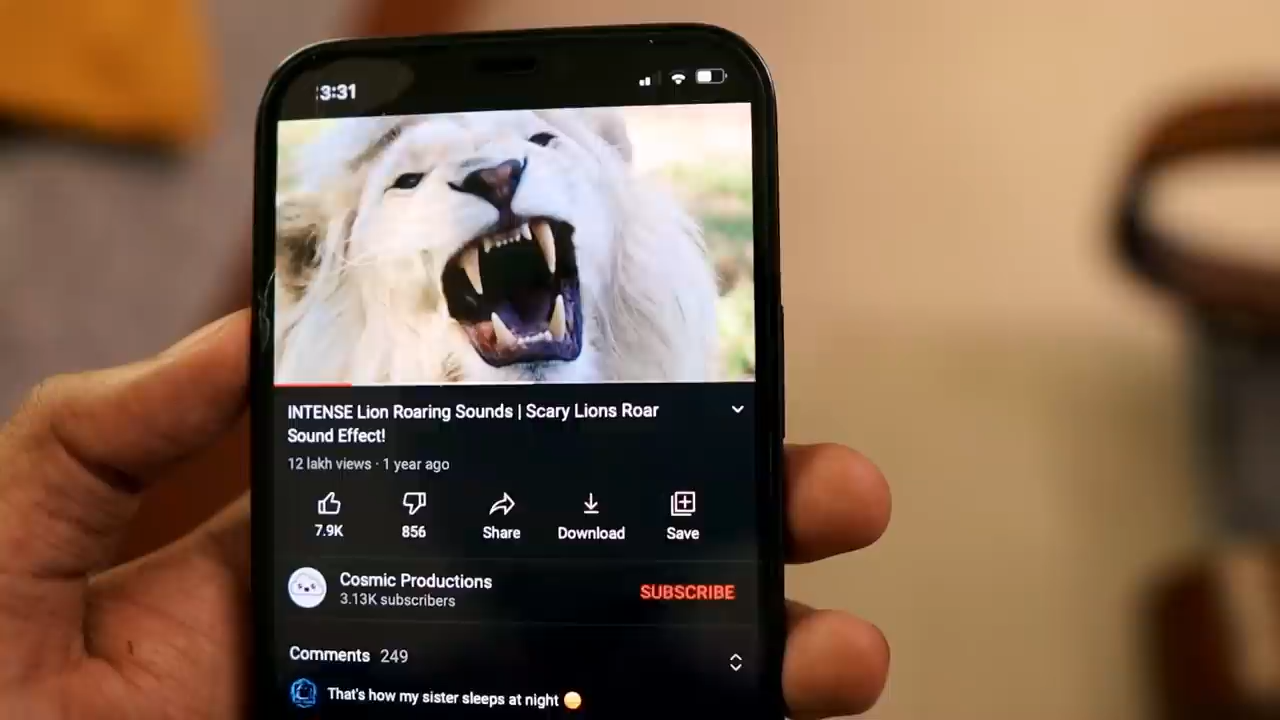 3:31
INTENSE Lion Roaring Sounds | Scary Lions Roar
Sound Effect!
12 lakh views · 1 year ago
7.9K 856 Share Download Save
Cosmic Productions
3.13K subscribers
SUBSCRIBE
Comments 249
That's how my sister sleeps at night 😁